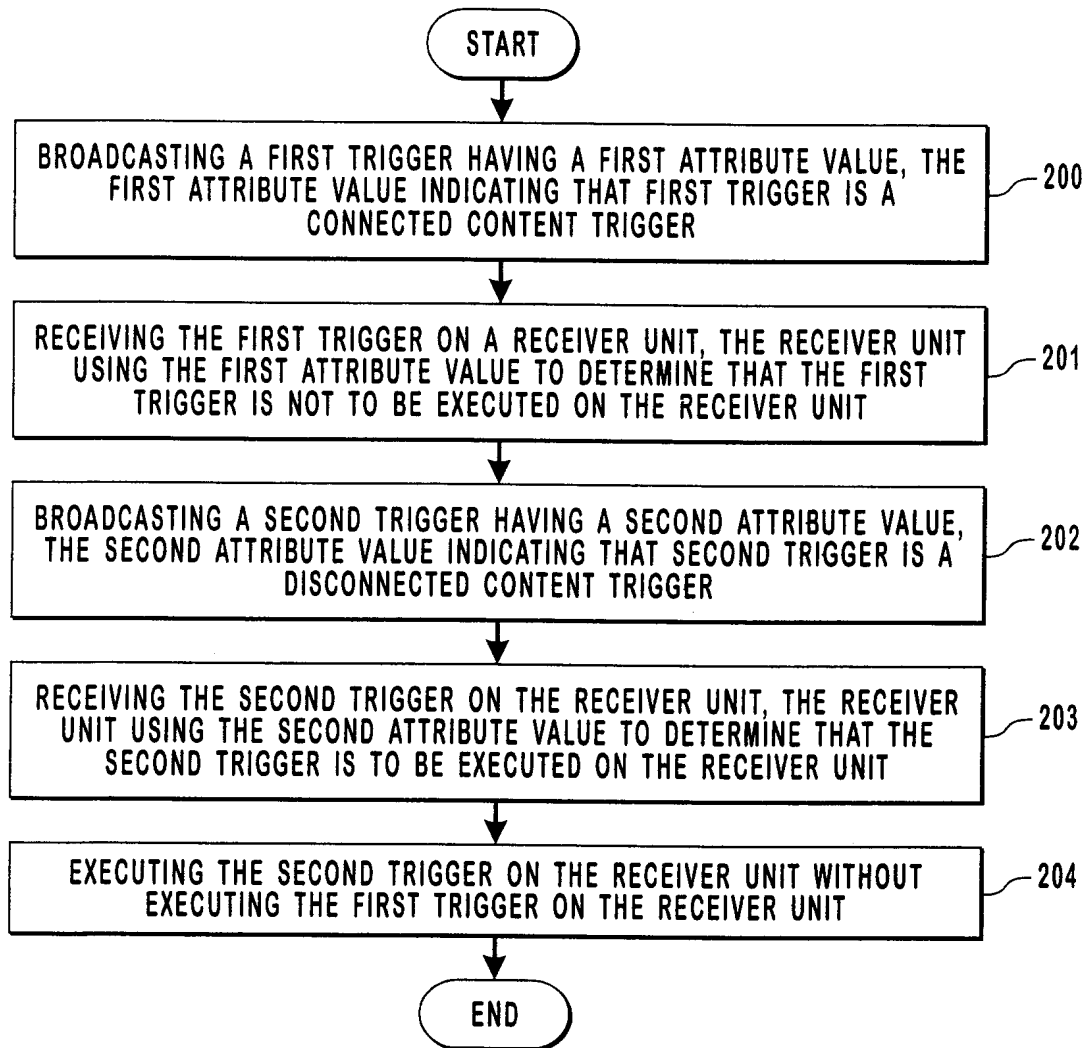 START
BROADCASTING A FIRST TRIGGER HAVING A FIRST ATTRIBUTE VALUE, THE
FIRST ATTRIBUTE VALUE INDICATING THAT FIRST TRIGGER IS A
CONNECTED CONTENT TRIGGER
200
RECEIVING THE FIRST TRIGGER ON A RECEIVER UNIT, THE RECEIVER UNIT
USING THE FIRST ATTRIBUTE VALUE TO DETERMINE THAT THE FIRST
TRIGGER IS NOT TO BE EXECUTED ON THE RECEIVER UNIT
201
BROADCASTING A SECOND TRIGGER HAVING A SECOND ATTRIBUTE VALUE,
THE SECOND ATTRIBUTE VALUE INDICATING THAT SECOND TRIGGER IS A
DISCONNECTED CONTENT TRIGGER
202
RECEIVING THE SECOND TRIGGER ON THE RECEIVER UNIT, THE RECEIVER
UNIT USING THE SECOND ATTRIBUTE VALUE TO DETERMINE THAT THE
SECOND TRIGGER IS TO BE EXECUTED ON THE RECEIVER UNIT
203
EXECUTING THE SECOND TRIGGER ON THE RECEIVER UNIT WITHOUT
EXECUTING THE FIRST TRIGGER ON THE RECEIVER UNIT
204
END